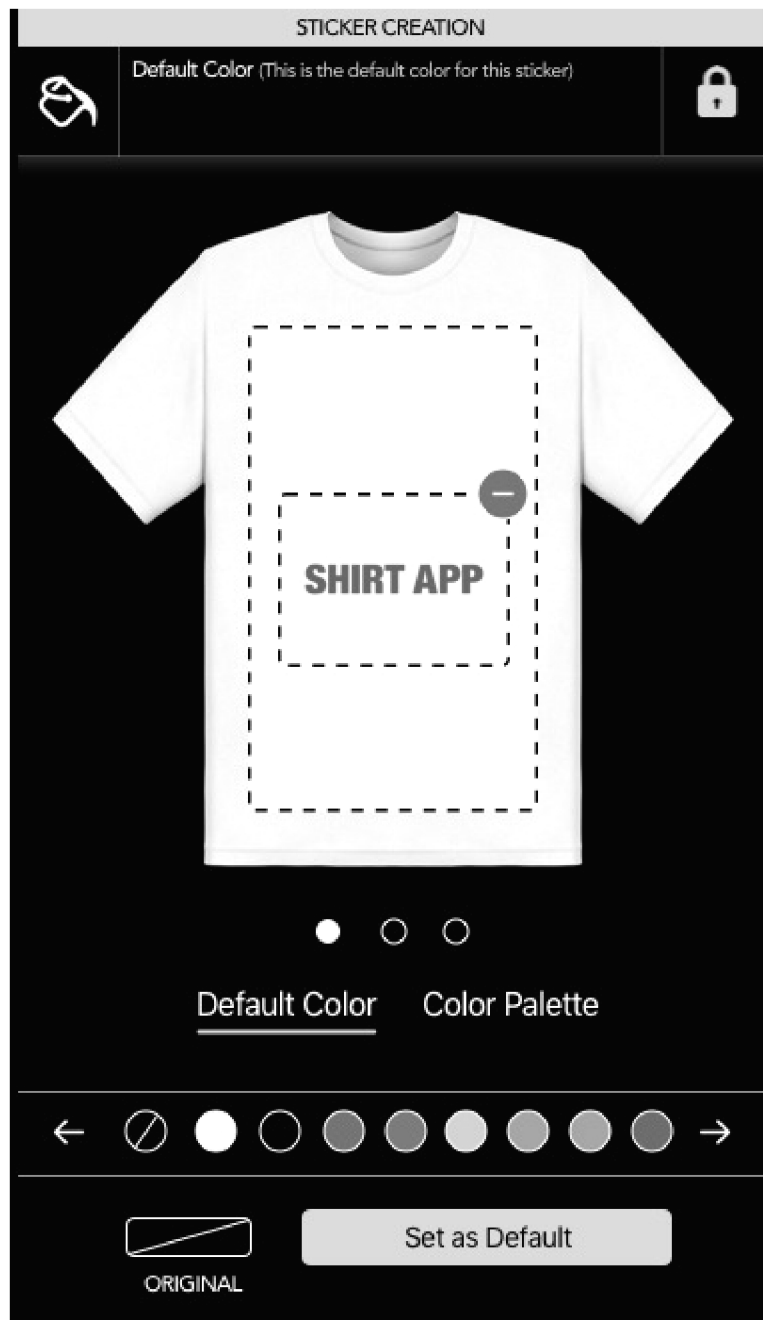 STICKER CREATION
Default Color (This is the default color for this sticker)
SHIRT APP
Default Color Color Palette
Set as Default
ORIGINAL